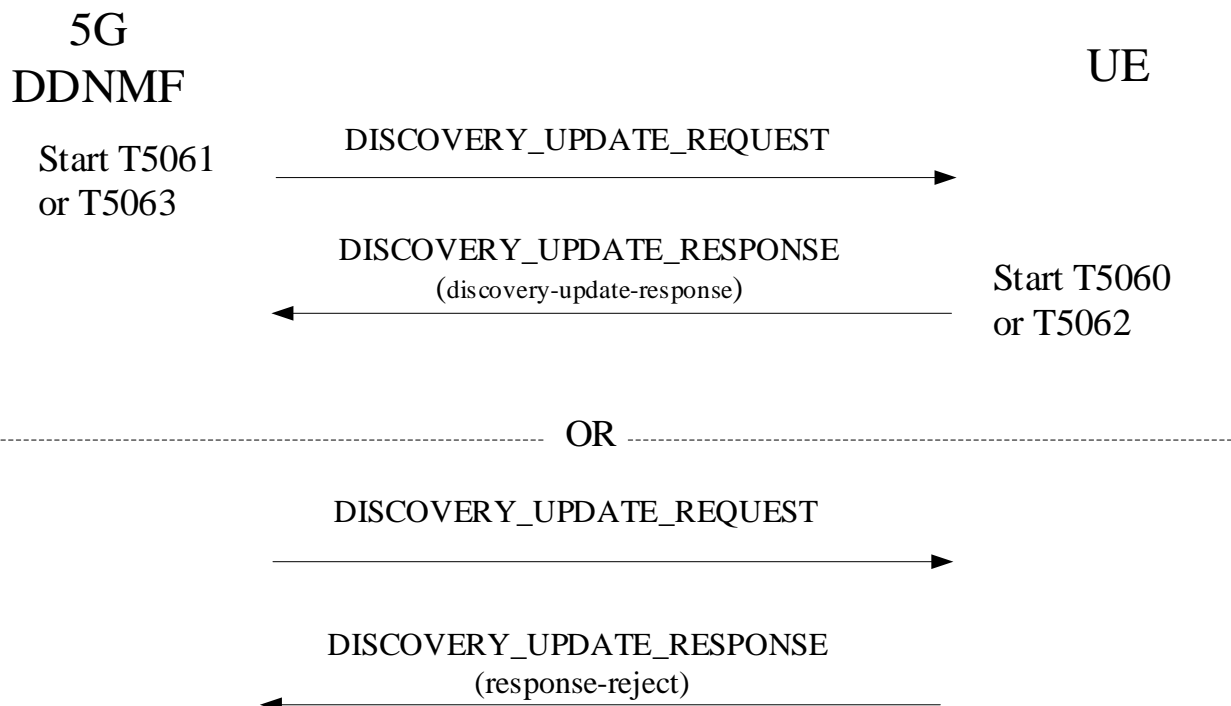 5G
DDNMF
UE
Start T5061
or T5063
DISCOVERY_UPDATE_REQUEST
DISCOVERY_UPDATE_RESPONSE
(discovery-update-response)
Start T5060
or T5062
OR
DISCOVERY_UPDATE_REQUEST
DISCOVERY_UPDATE_RESPONSE
(response-reject)